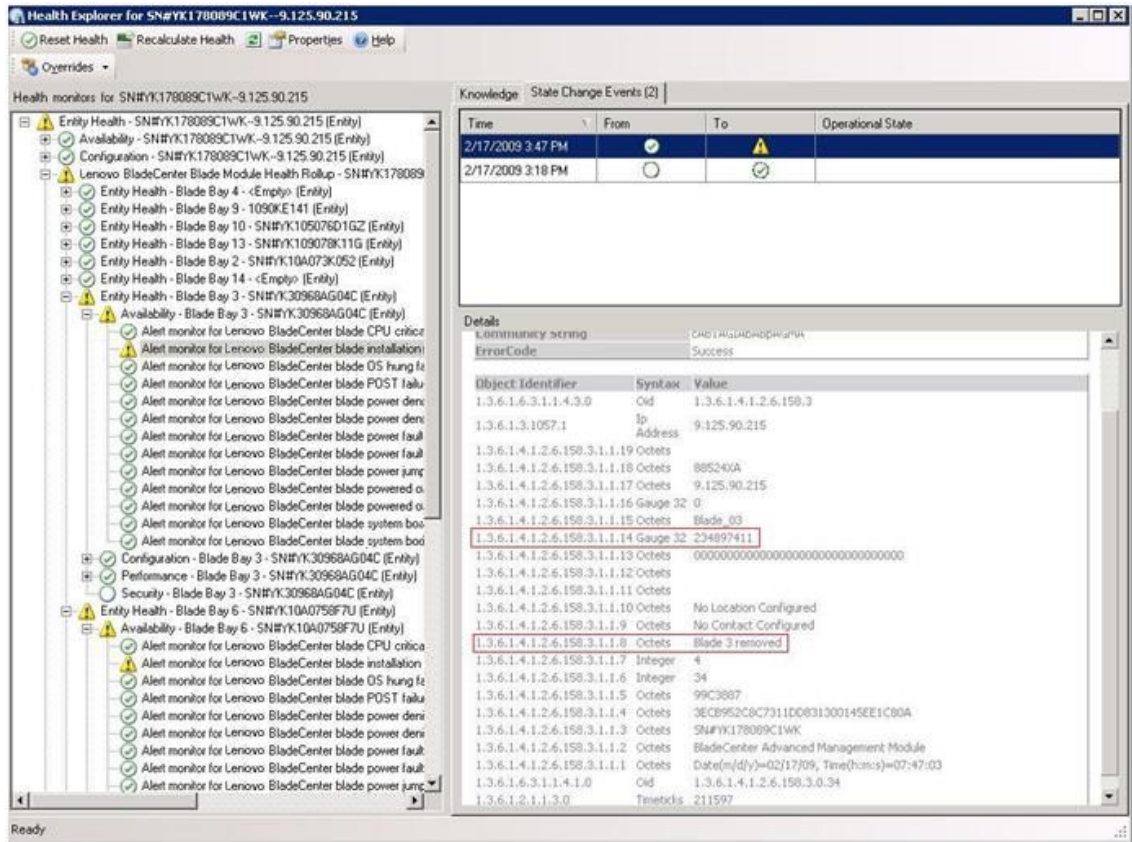 Health Explorer for SN#YK178089C1WK--9.125.90.215
Reset Health Recalculate Health Properties Help
Overrides
Health monitors for SN#YK178089C1WK--9.125.90.215
Entity Health - SN#YK178089C1WK--9.125.90.215 (Entity)
Availability - SN#YK178089C1WK--9.125.90.215 (Entity)
Configuration - SN#YK178089C1WK--9.125.90.215 (Entity)
Lenovo BladeCenter Blade Module Health Rollup - SN#YK178089
Entity Health - Blade Bay 4 - <Empty> (Entity)
Entity Health - Blade Bay 9 - 1090KE141 (Entity)
Entity Health - Blade Bay 10 - SN#YK105076D1GZ (Entity)
Entity Health - Blade Bay 13 - SN#YK109078K11G (Entity)
Entity Health - Blade Bay 2 - SN#YK10A073K052 (Entity)
Entity Health - Blade Bay 14 - <Empty> (Entity)
Entity Health - Blade Bay 3 - SN#YK30968AG04C (Entity)
Availability - Blade Bay 3 - SN#YK30968AG04C (Entity)
Alert monitor for Lenovo BladeCenter blade CPU critica
Alert monitor for Lenovo BladeCenter blade installation
Alert monitor for Lenovo BladeCenter blade OS hung fa
Alert monitor for Lenovo BladeCenter blade POST failu
Alert monitor for Lenovo BladeCenter blade power deni
Alert monitor for Lenovo BladeCenter blade power deni
Alert monitor for Lenovo BladeCenter blade power fault
Alert monitor for Lenovo BladeCenter blade power fault
Alert monitor for Lenovo BladeCenter blade power jump
Alert monitor for Lenovo BladeCenter blade powered o
Alert monitor for Lenovo BladeCenter blade powered o
Alert monitor for Lenovo BladeCenter blade system boa
Alert monitor for Lenovo BladeCenter blade system boo
Configuration - Blade Bay 3 - SN#YK30968AG04C (Entity)
Performance - Blade Bay 3 - SN#YK30968AG04C (Entity)
Security - Blade Bay 3 - SN#YK30968AG04C (Entity)
Entity Health - Blade Bay 6 - SN#YK10A0758F7U (Entity)
Availability - Blade Bay 6 - SN#YK10A0758F7U (Entity)
Alert monitor for Lenovo BladeCenter blade CPU critica
Alert monitor for Lenovo BladeCenter blade installation
Alert monitor for Lenovo BladeCenter blade OS hung fa
Alert monitor for Lenovo BladeCenter blade POST failu
Alert monitor for Lenovo BladeCenter blade power deni
Alert monitor for Lenovo BladeCenter blade power deni
Alert monitor for Lenovo BladeCenter blade power fault
Alert monitor for Lenovo BladeCenter blade power fault
Alert monitor for Lenovo BladeCenter blade power jump
Knowledge State Change Events (2)
Time From To Operational State
2/17/2009 3:47 PM
2/17/2009 3:18 PM
Details
Community String
ErrorCode Success
Object Identifier Syntax Value
1.3.6.1.6.3.1.1.4.3.0 Oid 1.3.6.1.4.1.2.6.158.3
1.3.6.1.3.1057.1 Ip Address 9.125.90.215
1.3.6.1.4.1.2.6.158.3.1.1.19 Octets
1.3.6.1.4.1.2.6.158.3.1.1.18 Octets 88524XA
1.3.6.1.4.1.2.6.158.3.1.1.17 Octets 9.125.90.215
1.3.6.1.4.1.2.6.158.3.1.1.16 Gauge 32 0
1.3.6.1.4.1.2.6.158.3.1.1.15 Octets Blade_03
1.3.6.1.4.1.2.6.158.3.1.1.14 Gauge 32 234897411
1.3.6.1.4.1.2.6.158.3.1.1.13 Octets 00000000000000000000000000000000
1.3.6.1.4.1.2.6.158.3.1.1.12 Octets
1.3.6.1.4.1.2.6.158.3.1.1.11 Octets
1.3.6.1.4.1.2.6.158.3.1.1.10 Octets No Location Configured
1.3.6.1.4.1.2.6.158.3.1.1.9 Octets No Contact Configured
1.3.6.1.4.1.2.6.158.3.1.1.8 Octets Blade 3 removed
1.3.6.1.4.1.2.6.158.3.1.1.7 Integer 4
1.3.6.1.4.1.2.6.158.3.1.1.6 Integer 34
1.3.6.1.4.1.2.6.158.3.1.1.5 Octets 99C3887
1.3.6.1.4.1.2.6.158.3.1.1.4 Octets 3ECB952C8C7311DD831300145EE1C80A
1.3.6.1.4.1.2.6.158.3.1.1.3 Octets SN#YK178089C1WK
1.3.6.1.4.1.2.6.158.3.1.1.2 Octets BladeCenter Advanced Management Module
1.3.6.1.4.1.2.6.158.3.1.1.1 Octets Date(m/d/y)=02/17/09, Time(h:m:s)=07:47:03
1.3.6.1.6.3.1.1.4.1.0 Oid 1.3.6.1.4.1.2.6.158.3.0.34
1.3.6.1.2.1.1.3.0 Timeticks 211597
Ready